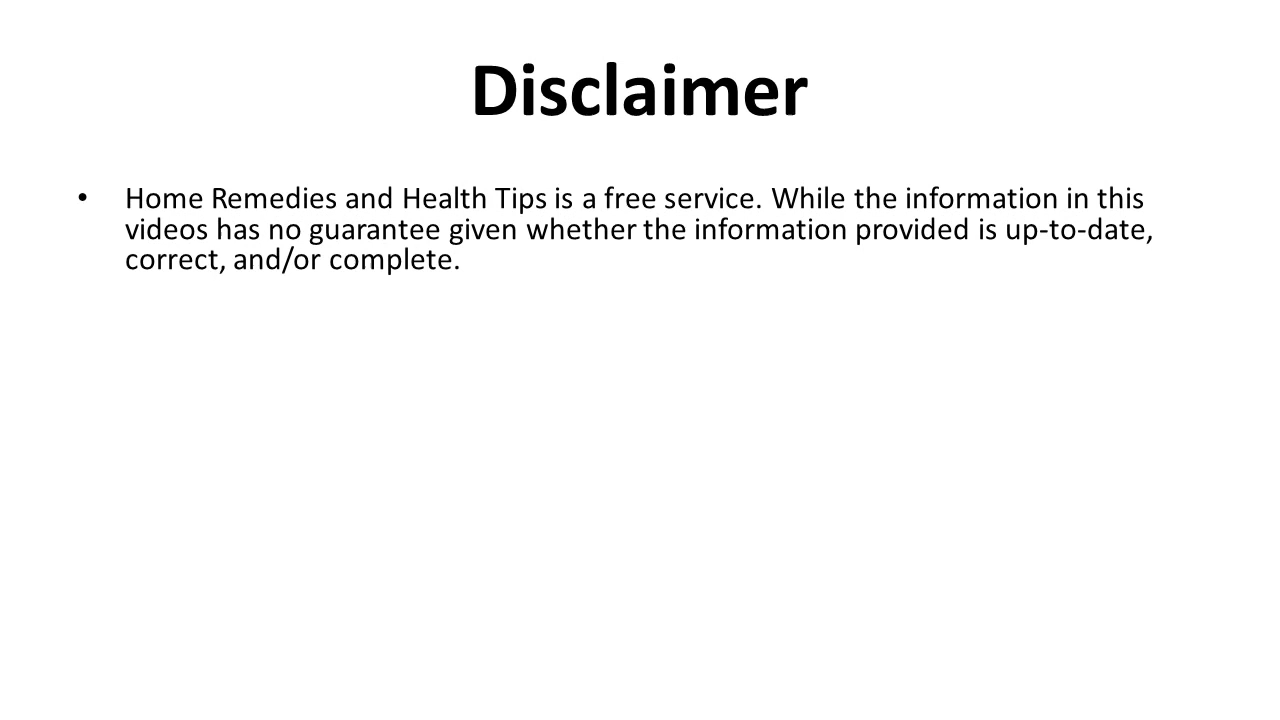 Disclaimer
• Home Remedies and Health Tips is a free service. While the information in this
videos has no guarantee given whether the information provided is up-to-date,
correct, and/or complete.